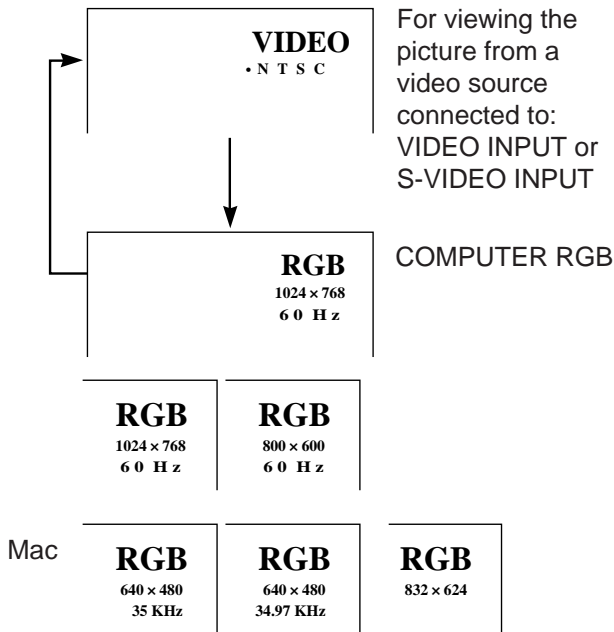 VIDEO
•NTSC
For viewing the
picture from a
video source
connected to:
VIDEO INPUT or
S-VIDEO INPUT
RGB
1024 × 768
60 Hz
COMPUTER RGB
RGB
1024 × 768
60 Hz
RGB
800 × 600
60 Hz
Mac
RGB
640 × 480
35 KHz
RGB
640 × 480
34.97 KHz
RGB
832 × 624